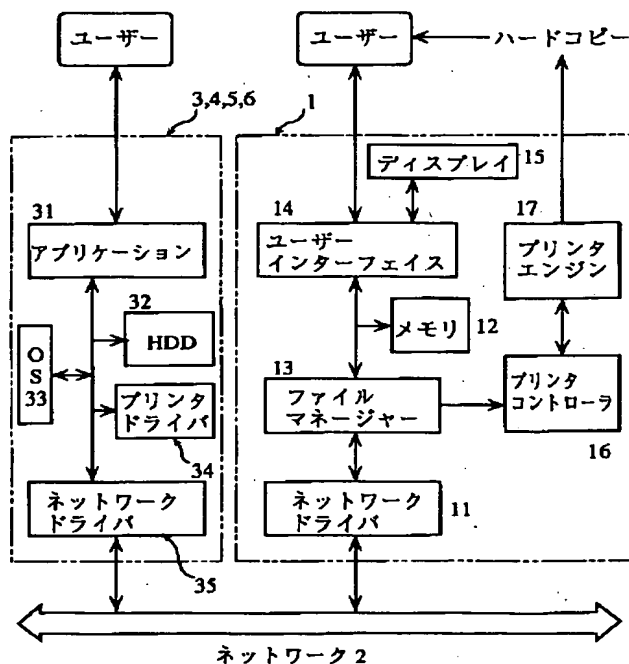 ユーザー
ユーザー
ハードコピー
3,4,5,6
1
ディスプレイ
15
31
アプリケーション
14
ユーザー
インターフェイス
17
プリンタ
エンジン
32
HDD
メモリ
12
OS
33
プリンタ
ドライバ
34
13
ファイル
マネージャー
プリンタ
コントローラ
16
ネットワーク
ドライバ
35
ネットワーク
ドライバ
11
ネットワーク2